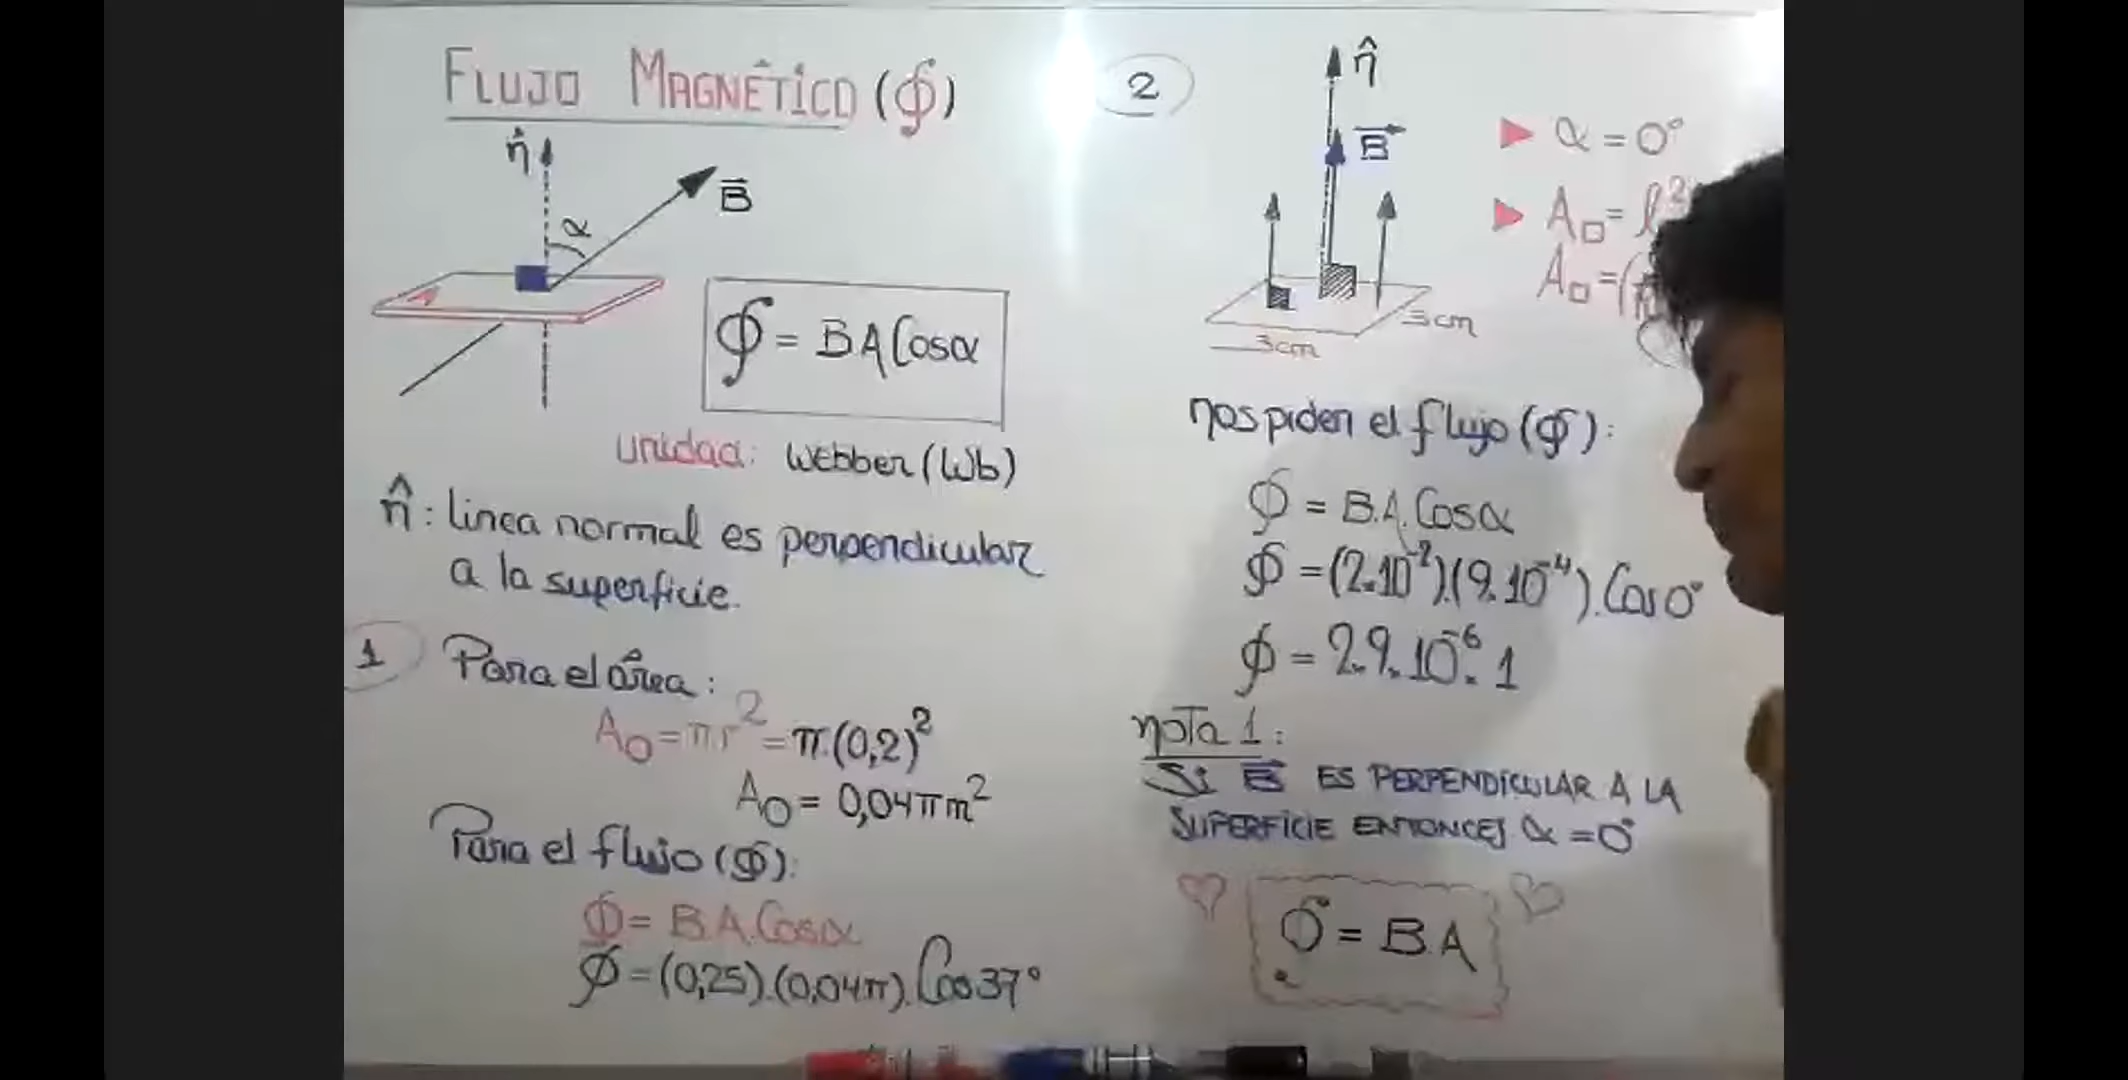 FLUJO MAGNÉTICO (ϕ)
n̂
α
B⃗
A
ϕ = BA Cosα
Unidad: Webber (Wb)
n̂: linea normal es perpendicular
a la superficie.
1
Para el área:
A○ = πr² = π.(0,2)²
A○ = 0,04πm²
Para el flujo (ϕ):
ϕ = B.A.Cosα
ϕ = (0,25).(0,04π).Cos37°
2
n̂
B⃗
3cm
3cm
α = 0°
A□ = l²
A□ = (
nos piden el flujo (ϕ):
ϕ = B.A.Cosα
ϕ = (2.10⁻²).(9.10⁻⁴).Cos0°
ϕ = 2.9.10⁻⁶.1
nota 1:
Si B⃗ ES PERPENDICULAR A LA
SUPERFICIE ENTONCES α = 0°
ϕ = B.A